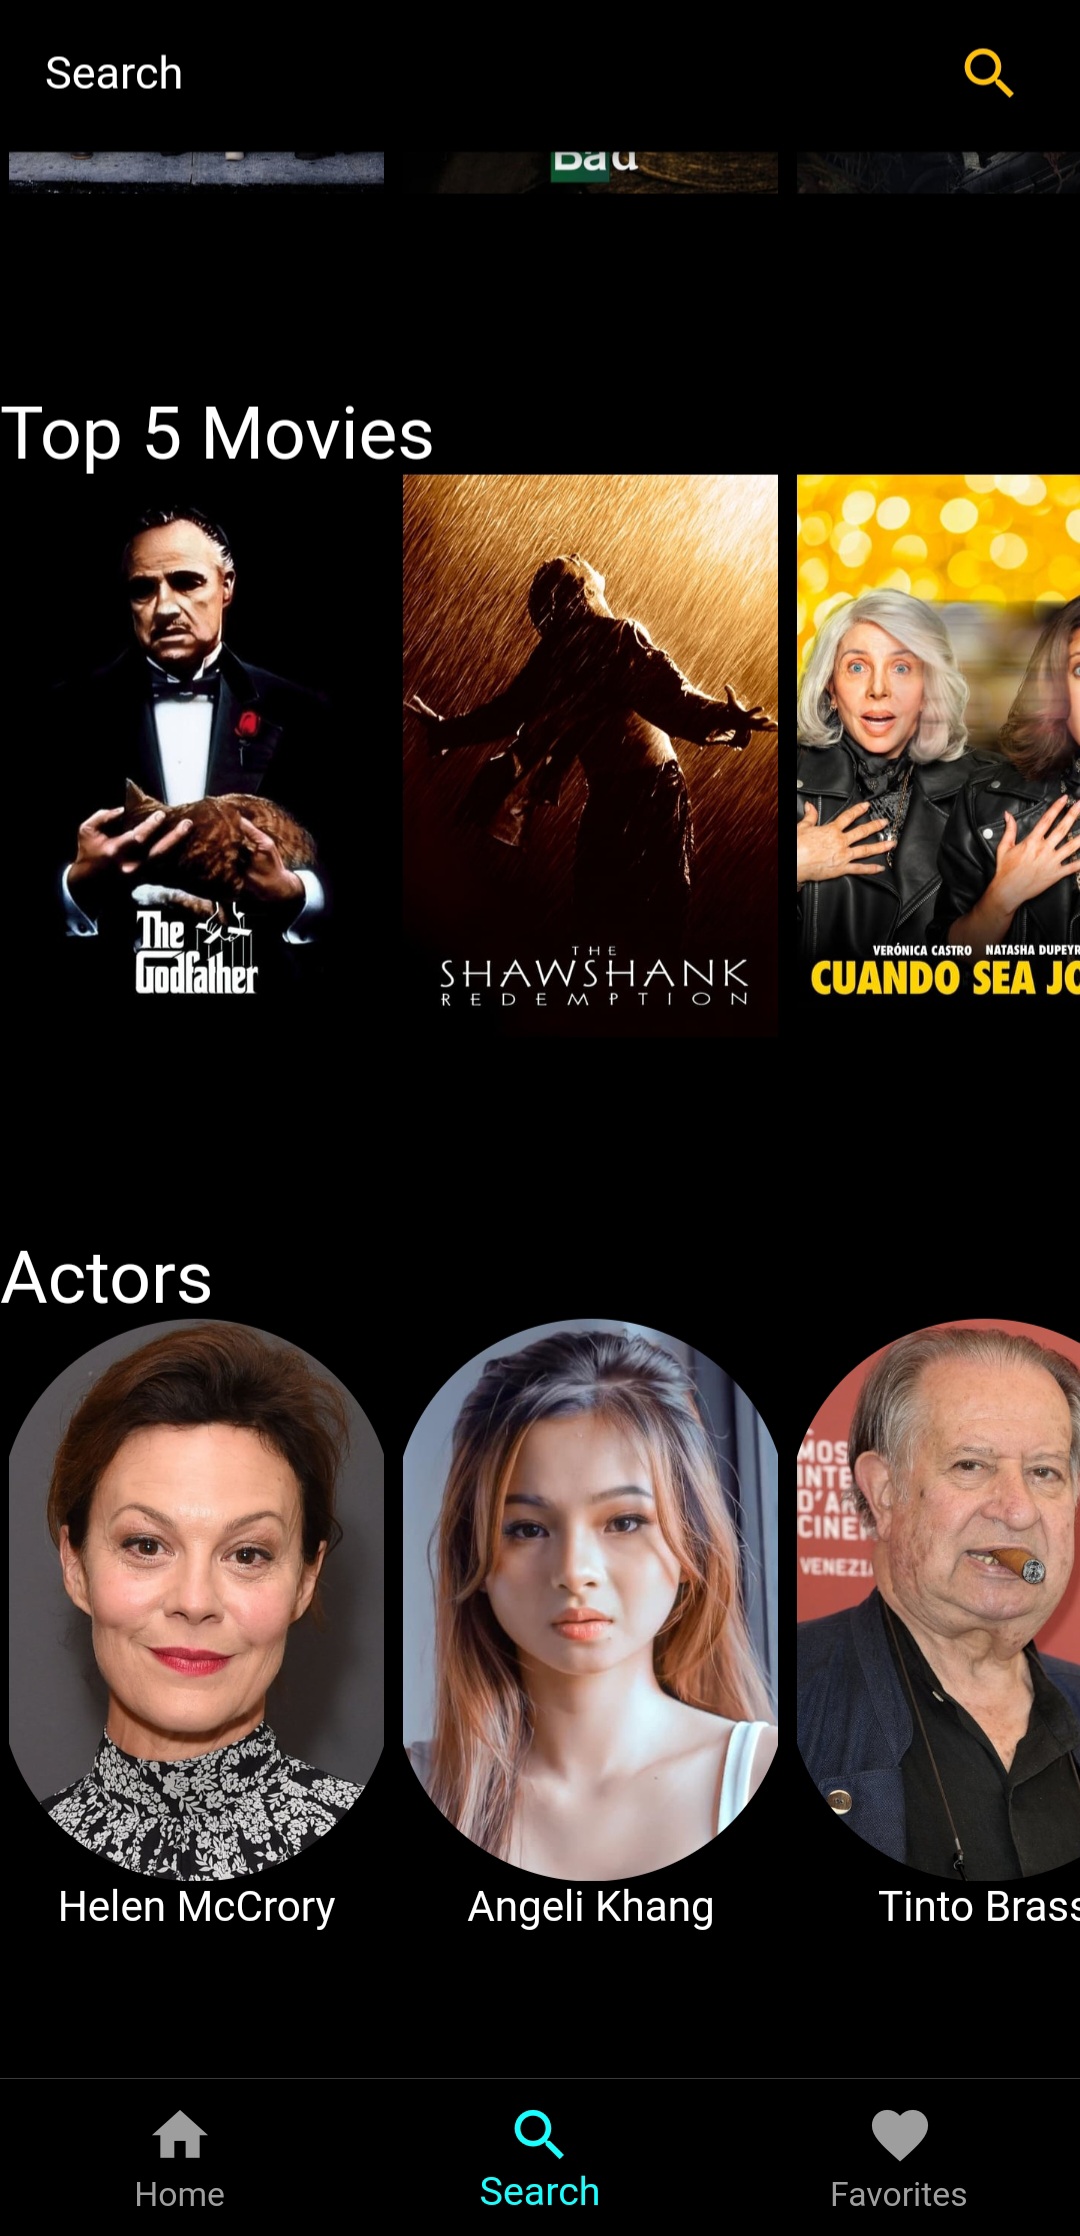 Search
Bad
Top 5 Movies
The
Godfather
THE
SHAWSHANK
REDEMPTION
VERÓNICA CASTRO NATASHA DUPEYR
CUANDO SEA JO
Actors
MOS
INTE
D'AR
CINE
VENEZIA
Helen McCrory
Angeli Khang
Tinto Brass
Home
Search
Favorites